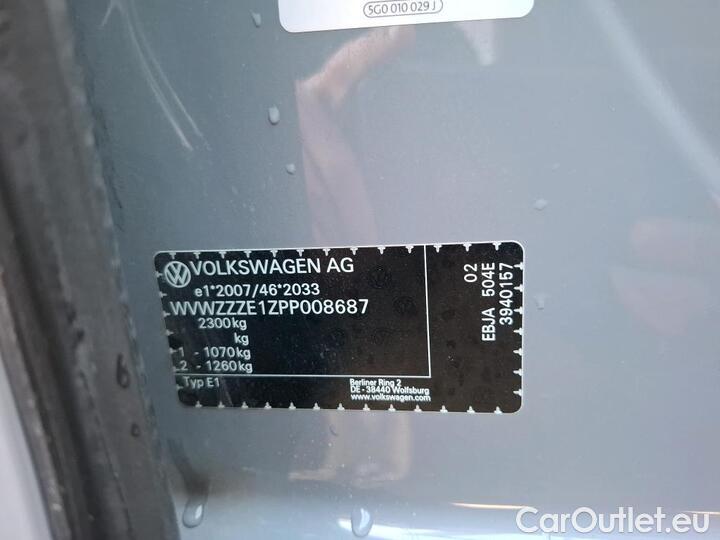 5G0 010 029 J
VOLKSWAGEN AG
e1*2007/46*2033
WVWZZZE1ZPP008687
2300kg
kg
1 - 1070kg
2 - 1260kg
Typ E1
Berliner Ring 2
DE - 38440 Wolfsburg
www.volkswagen.com
02
EBJA 504E
3940157
CarOutlet.eu